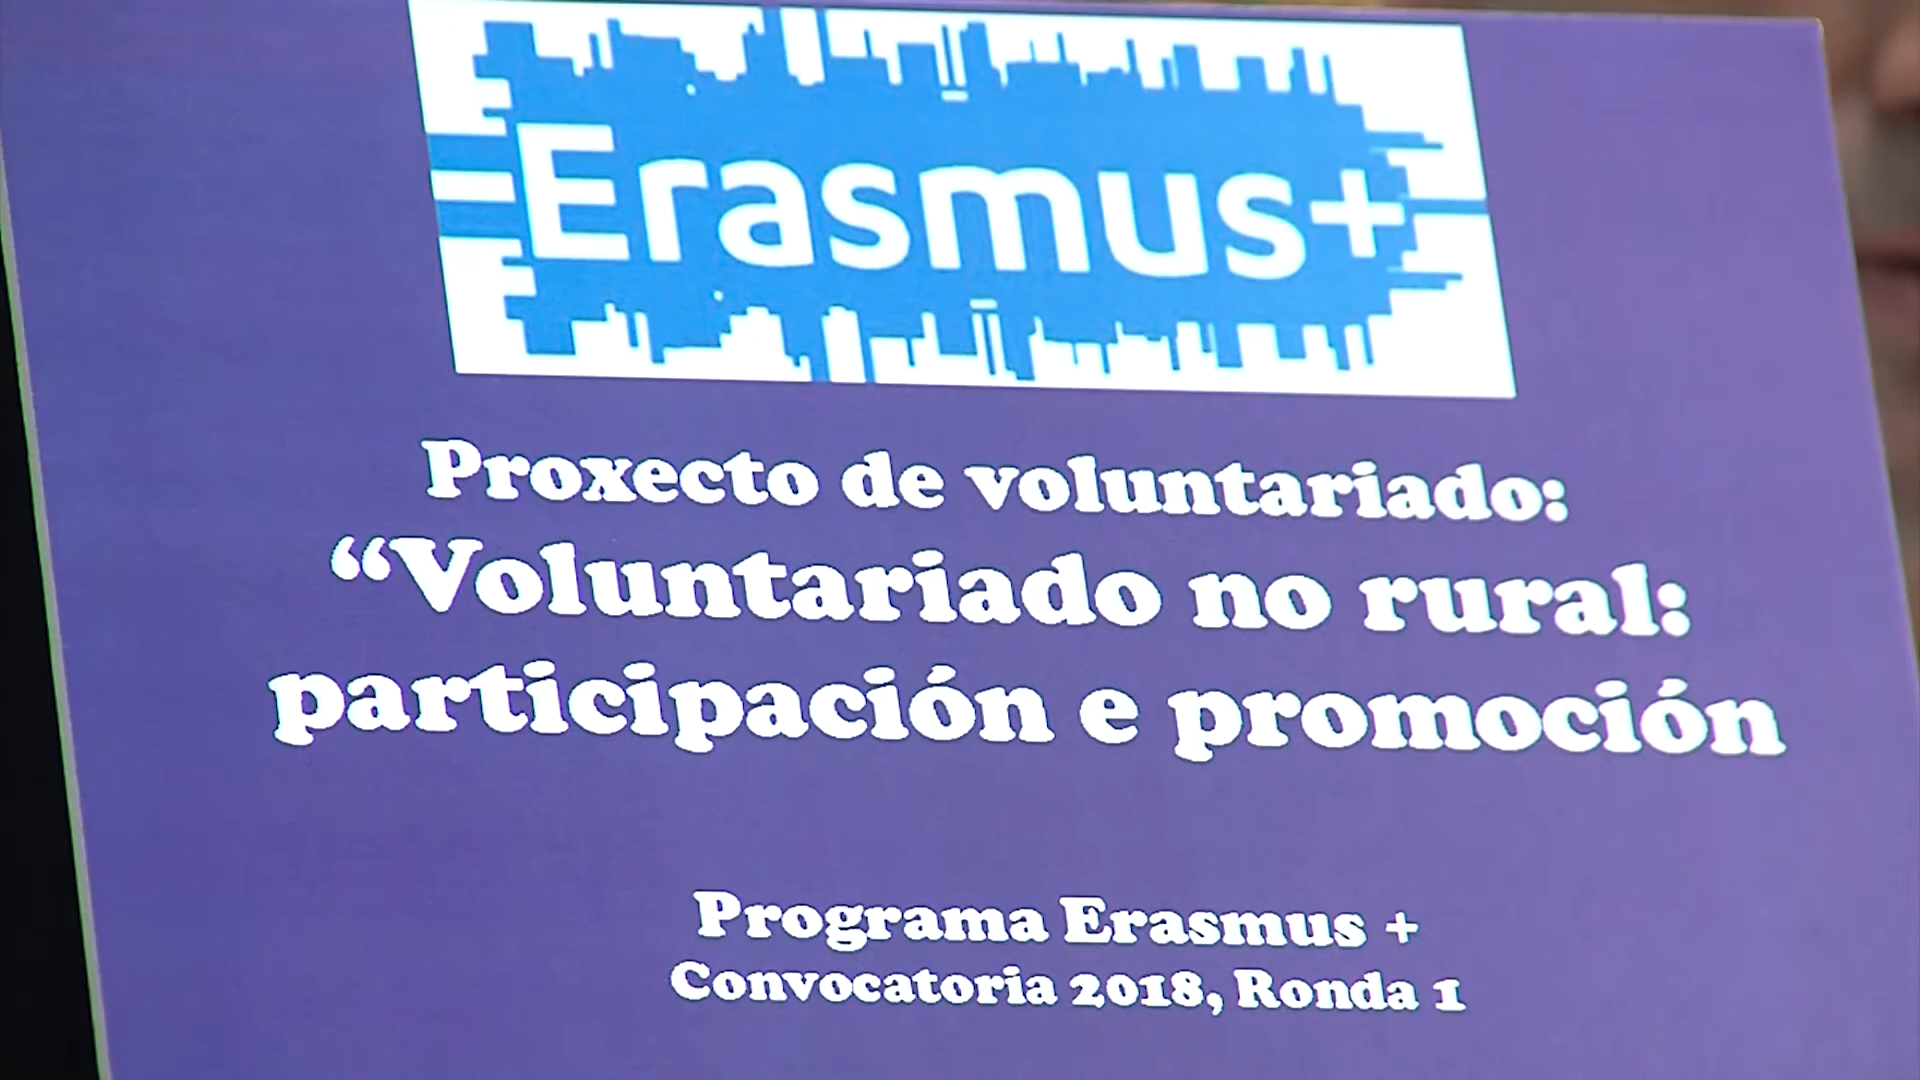 Erasmus+
Proxecto de voluntariado:
“Voluntariado no rural:
participación e promoción
Programa Erasmus +
Convocatoria 2018, Ronda 1